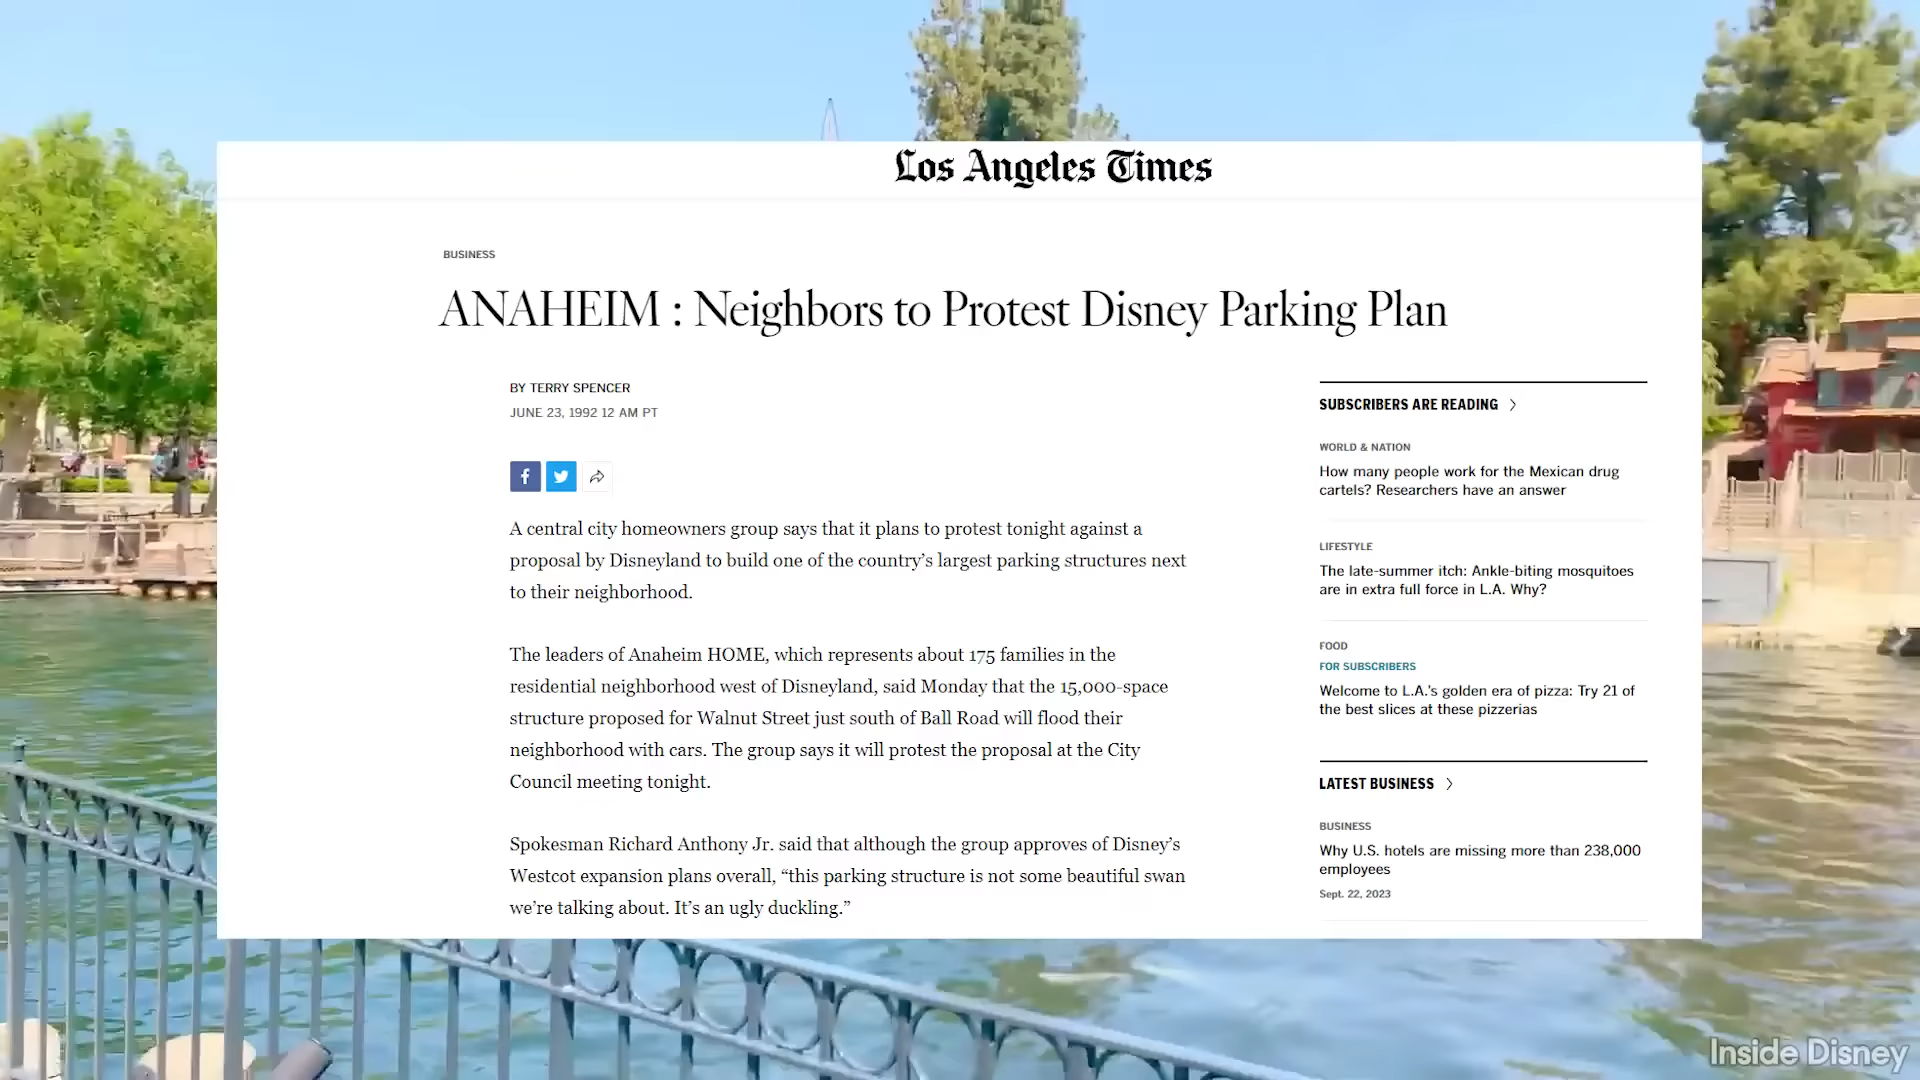 Los Angeles Times
BUSINESS
ANAHEIM : Neighbors to Protest Disney Parking Plan
BY TERRY SPENCER
JUNE 23, 1992 12 AM PT
A central city homeowners group says that it plans to protest tonight against a
proposal by Disneyland to build one of the country’s largest parking structures next
to their neighborhood.
The leaders of Anaheim HOME, which represents about 175 families in the
residential neighborhood west of Disneyland, said Monday that the 15,000-space
structure proposed for Walnut Street just south of Ball Road will flood their
neighborhood with cars. The group says it will protest the proposal at the City
Council meeting tonight.
Spokesman Richard Anthony Jr. said that although the group approves of Disney’s
Westcot expansion plans overall, “this parking structure is not some beautiful swan
we’re talking about. It’s an ugly duckling.”
SUBSCRIBERS ARE READING
WORLD & NATION
How many people work for the Mexican drug
cartels? Researchers have an answer
LIFESTYLE
The late-summer itch: Ankle-biting mosquitoes
are in extra full force in L.A. Why?
FOOD
FOR SUBSCRIBERS
Welcome to L.A.’s golden era of pizza: Try 21 of
the best slices at these pizzerias
LATEST BUSINESS
BUSINESS
Why U.S. hotels are missing more than 238,000
employees
Sept. 22, 2023
Inside Disney